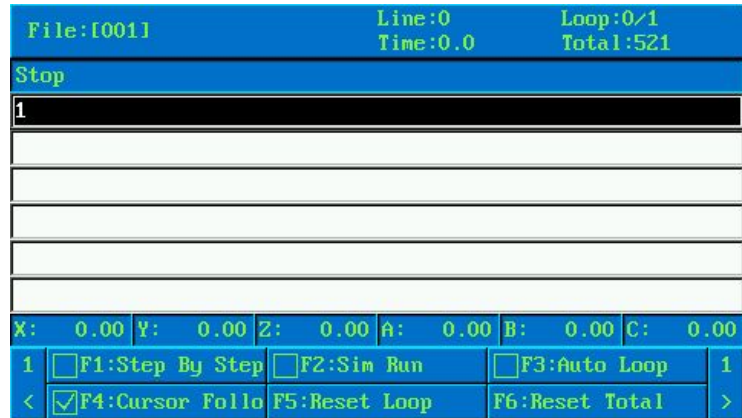 File:[001] Line:0 Loop:0/1
Time:0.0 Total:521
Stop
1
X: 0.00 Y: 0.00 Z: 0.00 A: 0.00 B: 0.00 C: 0.00
1 F1:Step By Step F2:Sim Run F3:Auto Loop 1
< F4:Cursor Follo F5:Reset Loop F6:Reset Total >